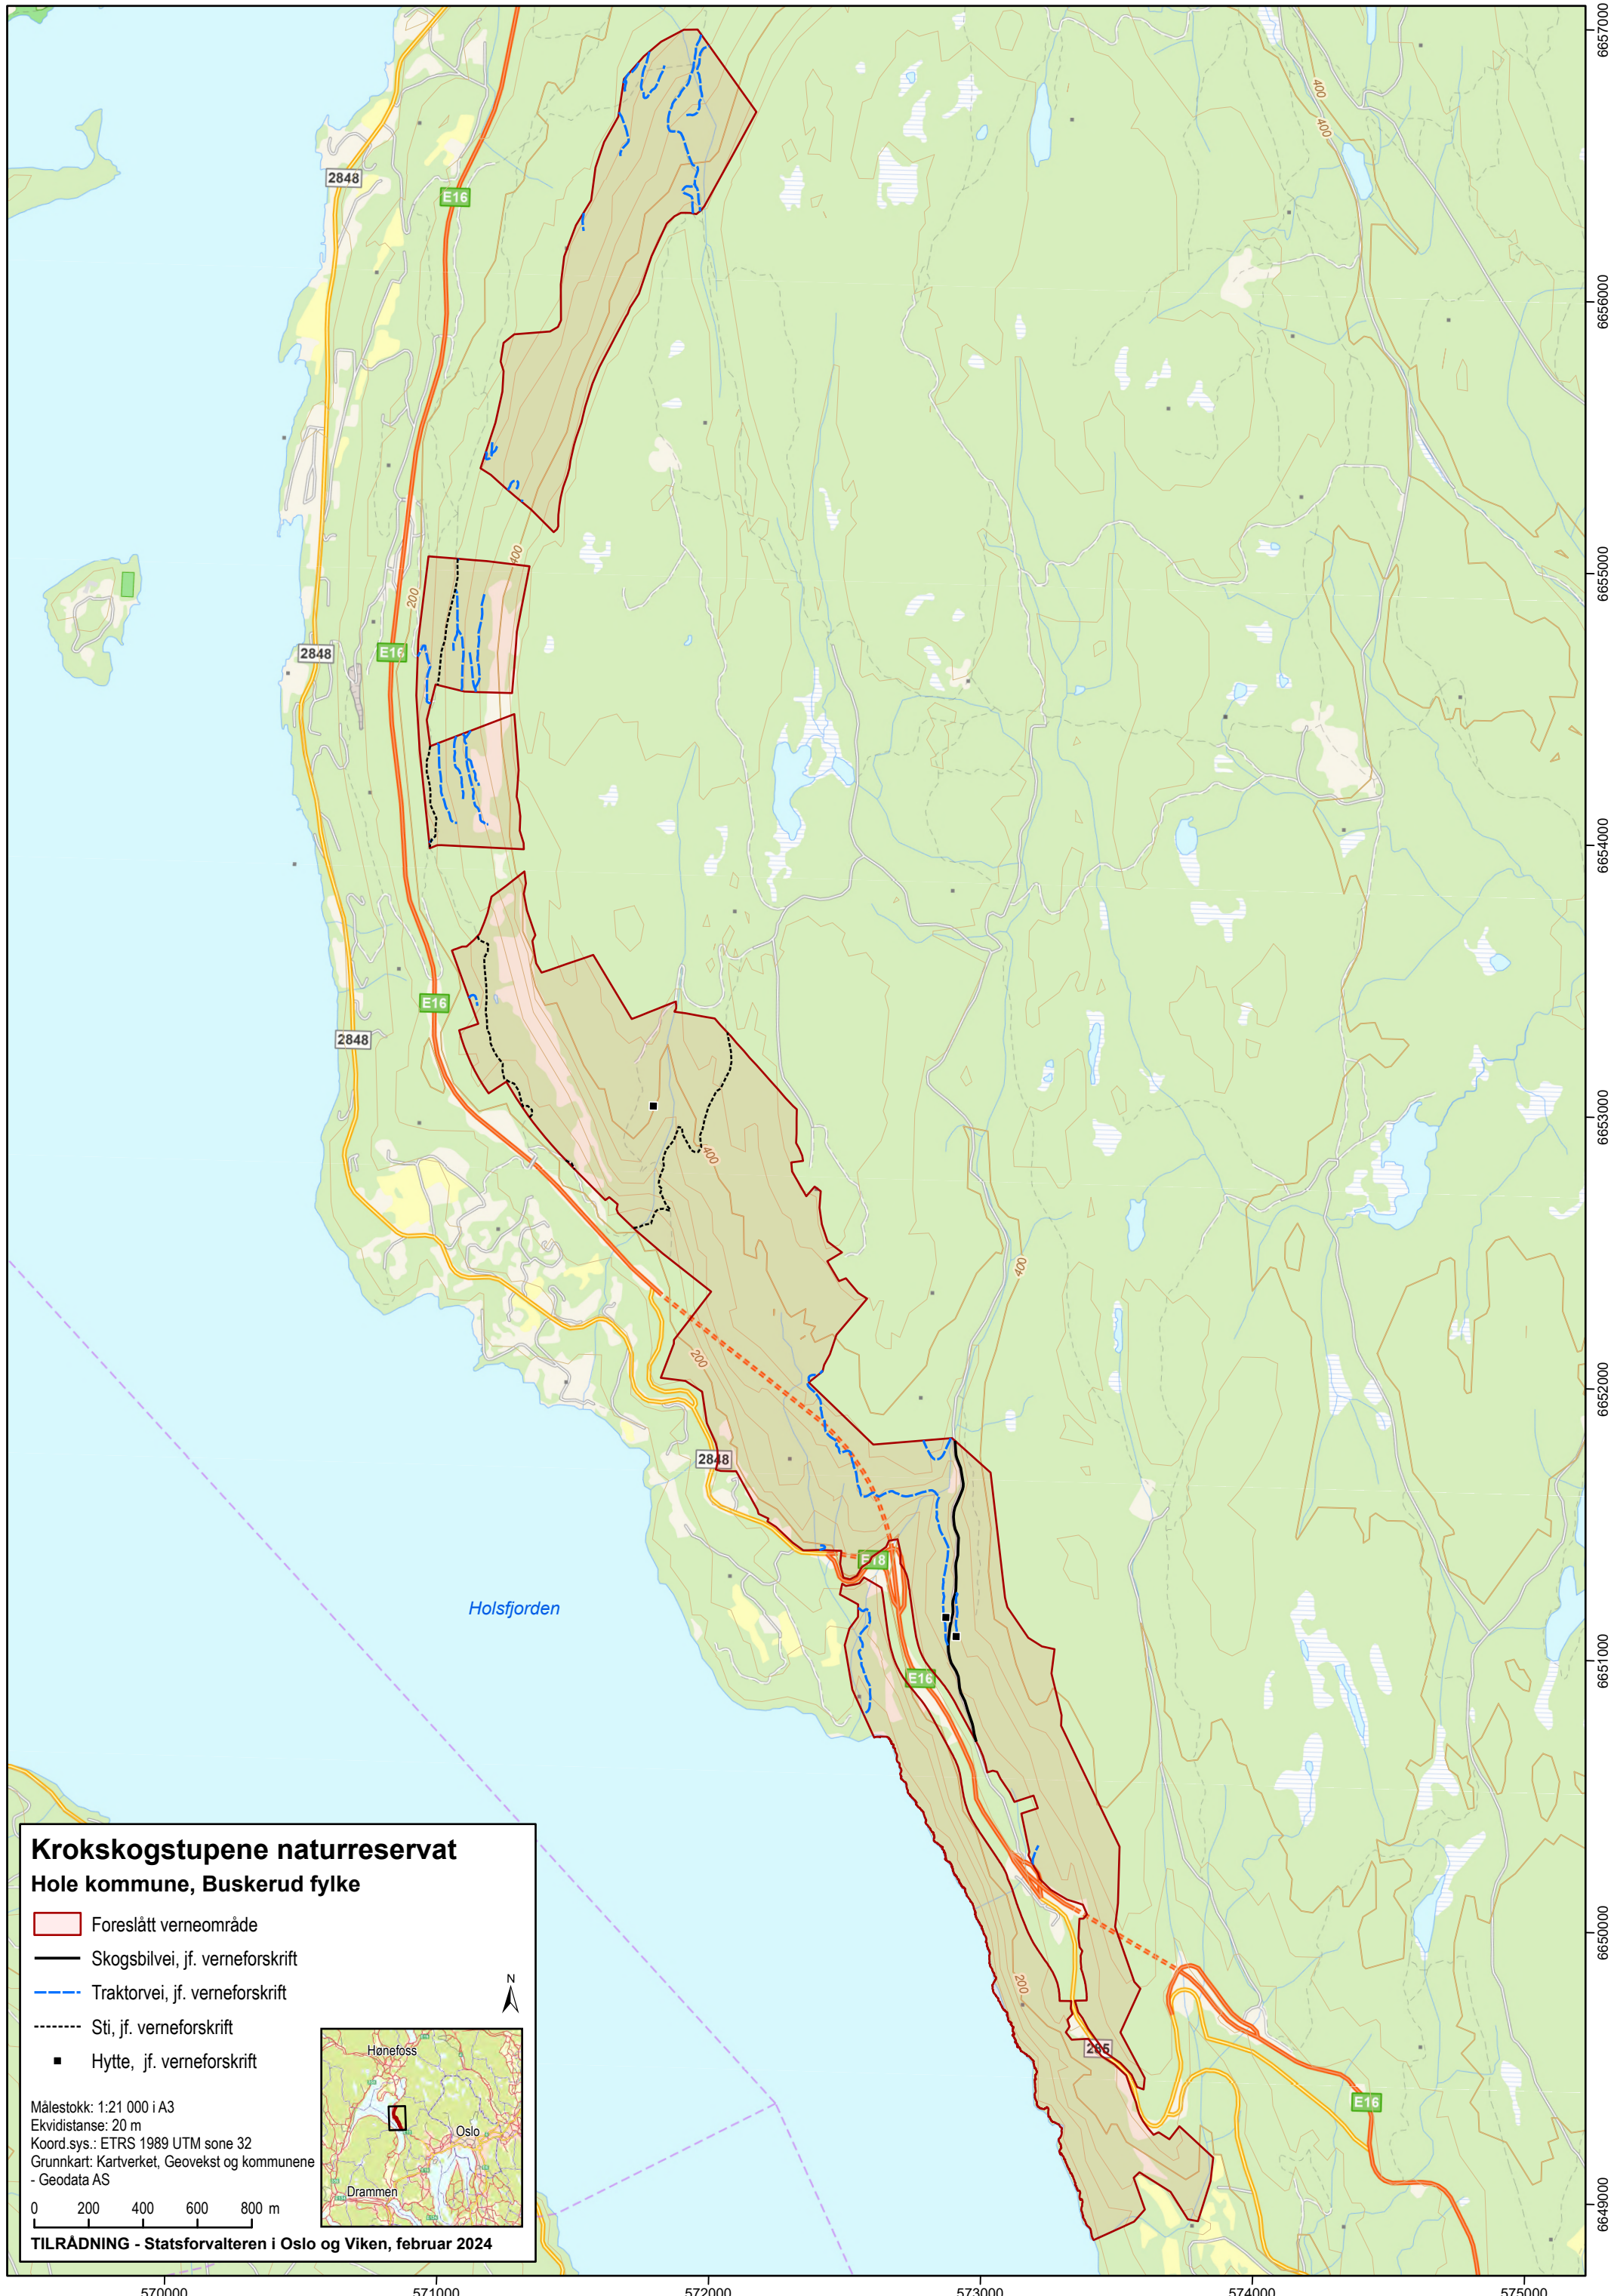 6657000
400
400
2848
E16
6656000
400
6655000
200
2848
E16
6654000
E16
2848
6653000
400
400
200
6652000
2848
E18
Holsfjorden
6651000
E16
6650000
200
285
E16
6649000
Krokskogstupene naturreservat
Hole kommune, Buskerud fylke
Foreslått verneområde
Skogsbilvei, jf. verneforskrift
Traktorvei, jf. verneforskrift
Sti, jf. verneforskrift
Hytte, jf. verneforskrift
N
Hønefoss
Oslo
Drammen
Målestokk: 1:21 000 i A3
Ekvidistanse: 20 m
Koord.sys.: ETRS 1989 UTM sone 32
Grunnkart: Kartverket, Geovekst og kommunene
- Geodata AS
0 200 400 600 800 m
TILRÅDNING - Statsforvalteren i Oslo og Viken, februar 2024
570000 571000 572000 573000 574000 575000